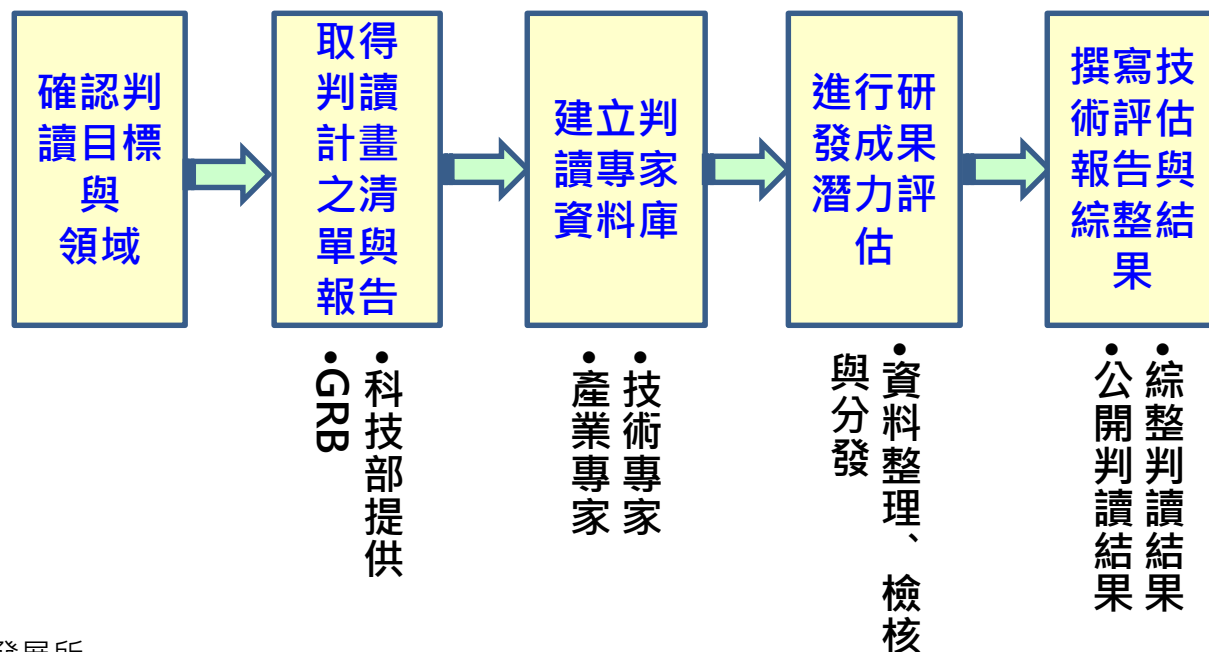 確認判
讀目標
與
領域
取得
判讀
計畫
之清
單與
報告
建立判
讀專家
資料庫
進行研
發成果
潛力評
估
撰寫技
術評估
報告與
綜整結
果
•科技部提供
•GRB
•技術專家
•產業專家
•資料整理、檢核
與分發
•綜整判讀結果
•公開判讀結果